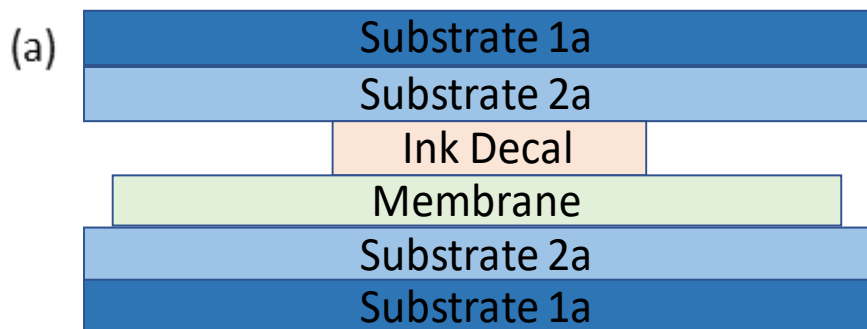 (a)
Substrate 1a
Substrate 2a
Ink Decal
Membrane
Substrate 2a
Substrate 1a